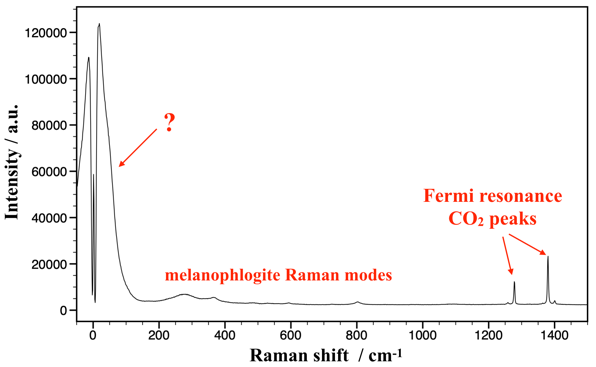 120000
100000
80000
60000
40000
20000
0
Intensity / a.u.
?
Fermi resonance
CO2 peaks
melanophlogite Raman modes
0 200 400 600 800 1000 1200 1400
Raman shift / cm-1